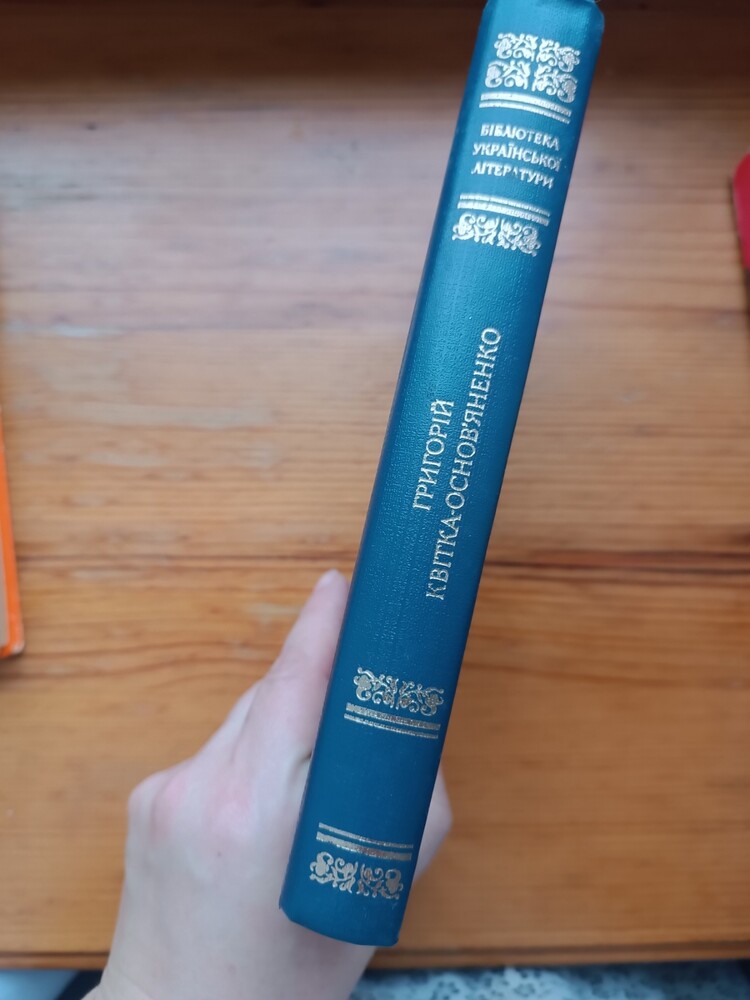 БІБЛІОТЕКА
УКРАЇНСЬКОЇ
ЛІТЕРАТУРИ
ГРИГОРІЙ
КВІТКА-ОСНОВ'ЯНЕНКО